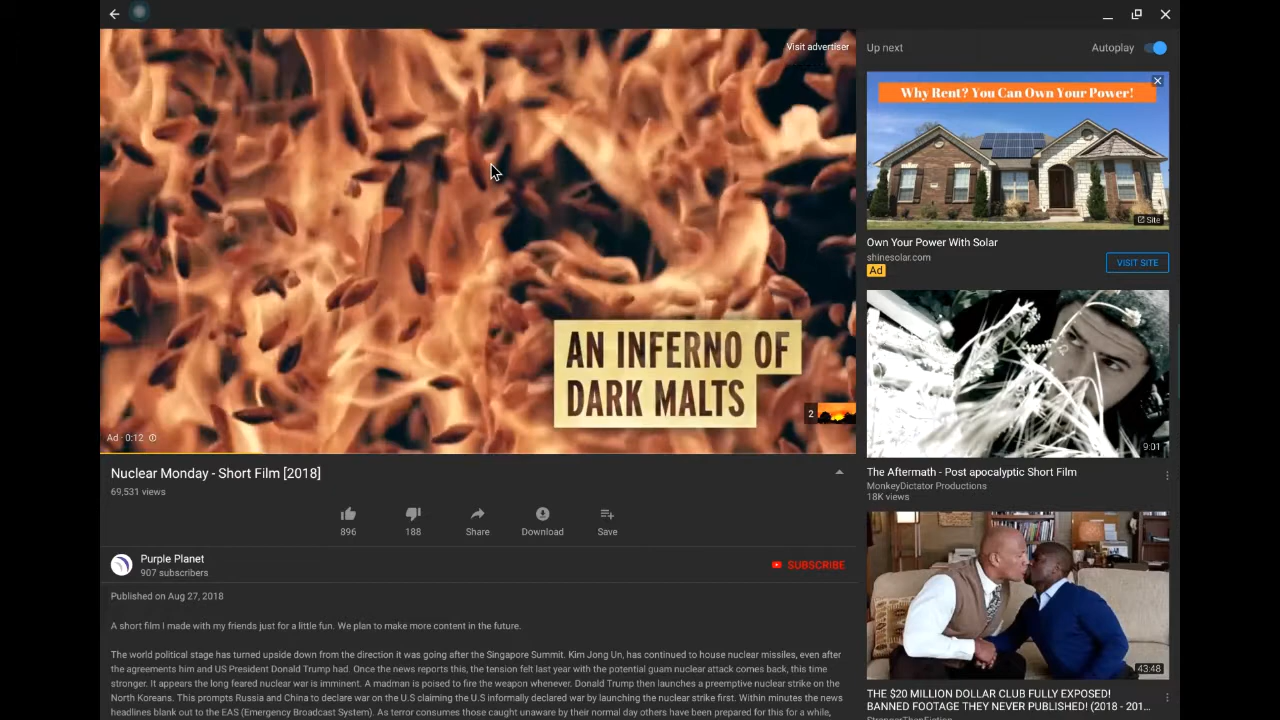 Visit advertiser
AN INFERNO OF
DARK MALTS
2
Ad · 0:12
Nuclear Monday - Short Film [2018]
69,531 views
896
188
Share
Download
Save
Purple Planet
907 subscribers
SUBSCRIBE
Published on Aug 27, 2018
A short film I made with my friends just for a little fun. We plan to make more content in the future.
The world political stage has turned upside down from the direction it was going after the Singapore Summit. Kim Jong Un, has continued to house nuclear missiles, even after
the agreements him and US President Donald Trump had. Once the news reports this, the tension felt last year with the potential guam nuclear attack comes back, this time
stronger. It appears the long feared nuclear war is imminent. A madman is poised to fire the weapon whenever. Donald Trump then launches a preemptive nuclear strike on the
North Koreans. This prompts Russia and China to declare war on the U.S claiming the U.S informally declared war by launching the nuclear strike first. Within minutes the news
headlines blank out to the EAS (Emergency Broadcast System). As terror consumes those caught unaware by their normal day others have been prepared for this for a while,
Up next
Autoplay
Why Rent? You Can Own Your Power!
Site
Own Your Power With Solar
shinesolar.com
Ad
VISIT SITE
9:01
The Aftermath - Post apocalyptic Short Film
MonkeyDictator Productions
18K views
43:48
THE $20 MILLION DOLLAR CLUB FULLY EXPOSED!
BANNED FOOTAGE THEY NEVER PUBLISHED! (2018 - 201...
StrongerThanFiction